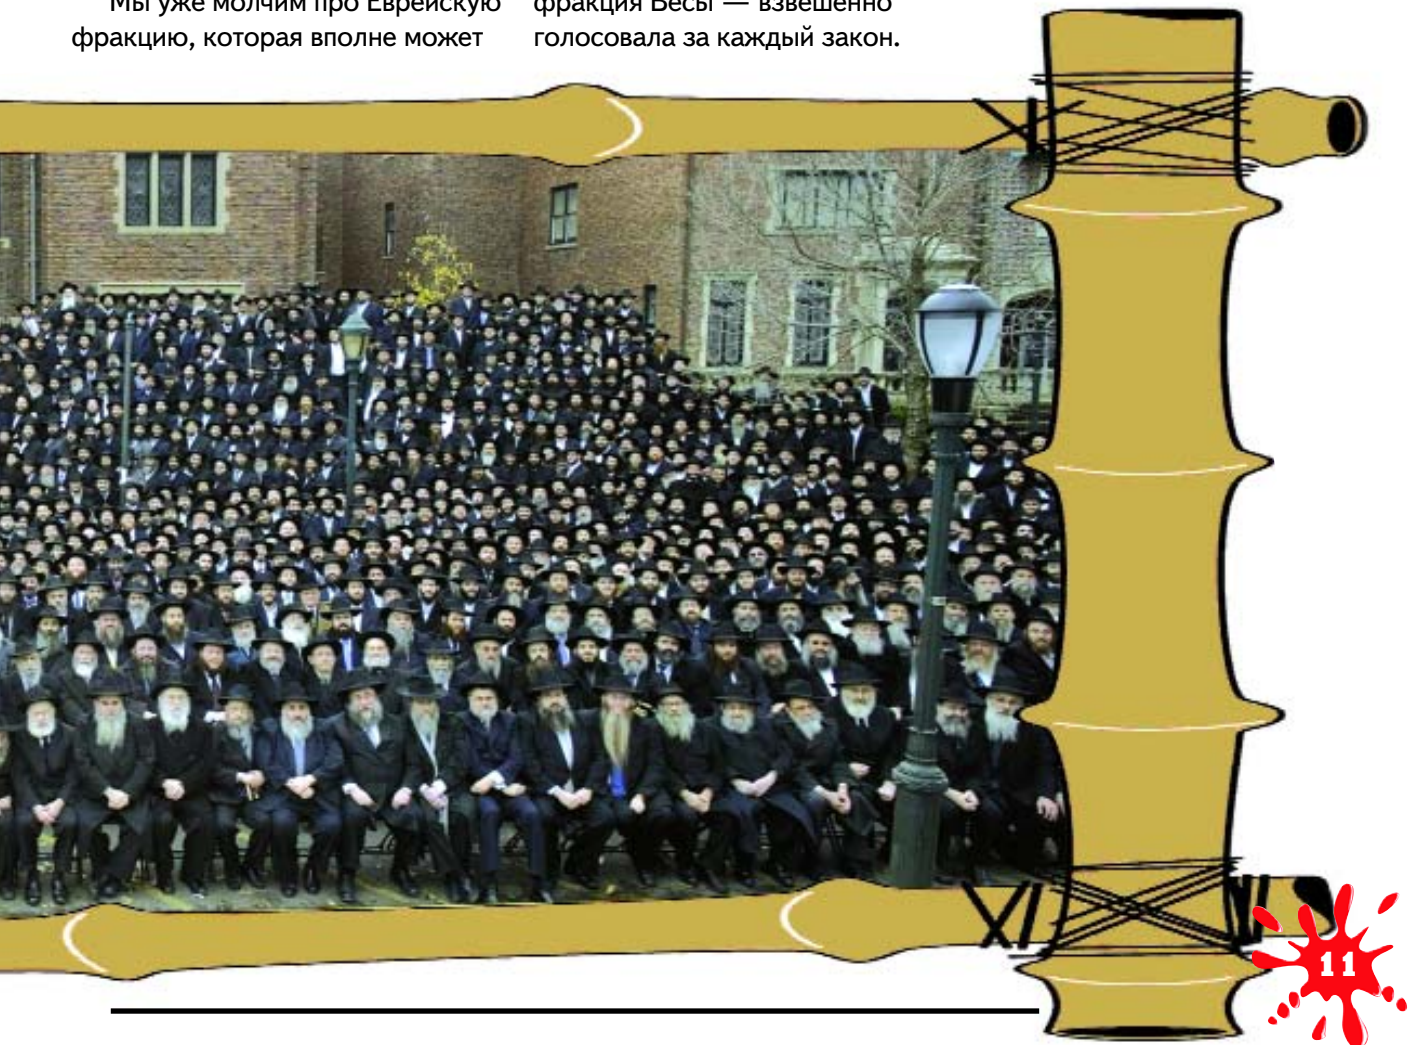 Мы уже молчим про Еврейскую
фракцию, которая вполне может
фракция Весы — взвешенно
голосовала за каждый закон.
11